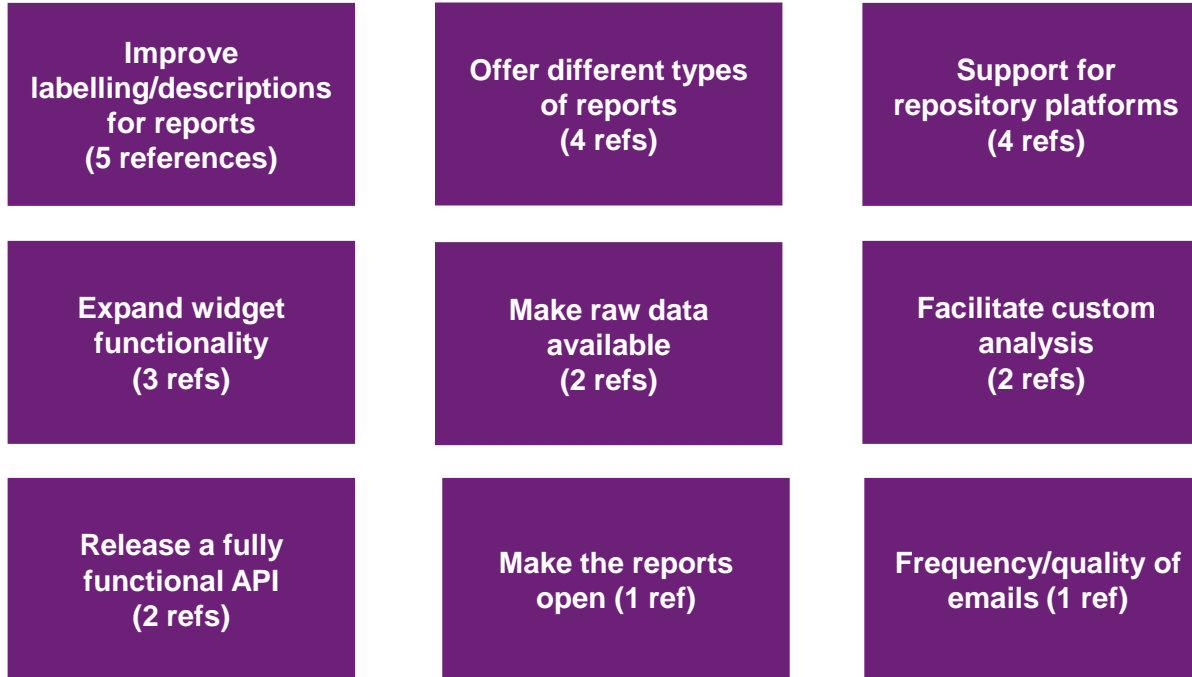 Improve
labelling/descriptions
for reports
(5 references)
Offer different types
of reports
(4 refs)
Support for
repository platforms
(4 refs)
Expand widget
functionality
(3 refs)
Make raw data
available
(2 refs)
Facilitate custom
analysis
(2 refs)
Release a fully
functional API
(2 refs)
Make the reports
open (1 ref)
Frequency/quality of
emails (1 ref)